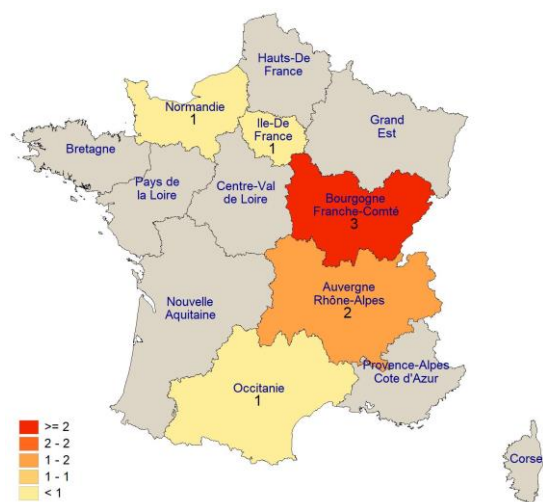 Hauts-De
France
Normandie
1
Ile-De
France
1
Grand
Est
Bretagne
Pays de
la Loire
Centre-Val
de Loire
Bourgogne
Franche-Comté
3
Nouvelle
Aquitaine
Auvergne
Rhône-Alpes
2
Provence-Alpes
Cote d'Azur
Occitanie
1
Corse
>= 2
2 - 2
1 - 2
1 - 1
< 1